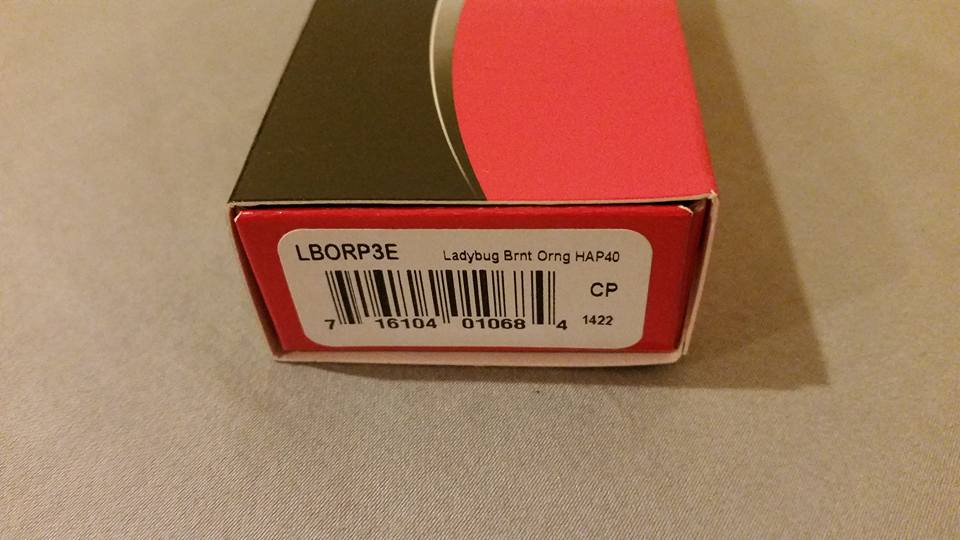 LBORP3E Ladybug Brnt Orng HAP40
CP
7 16104 01068 4 1422